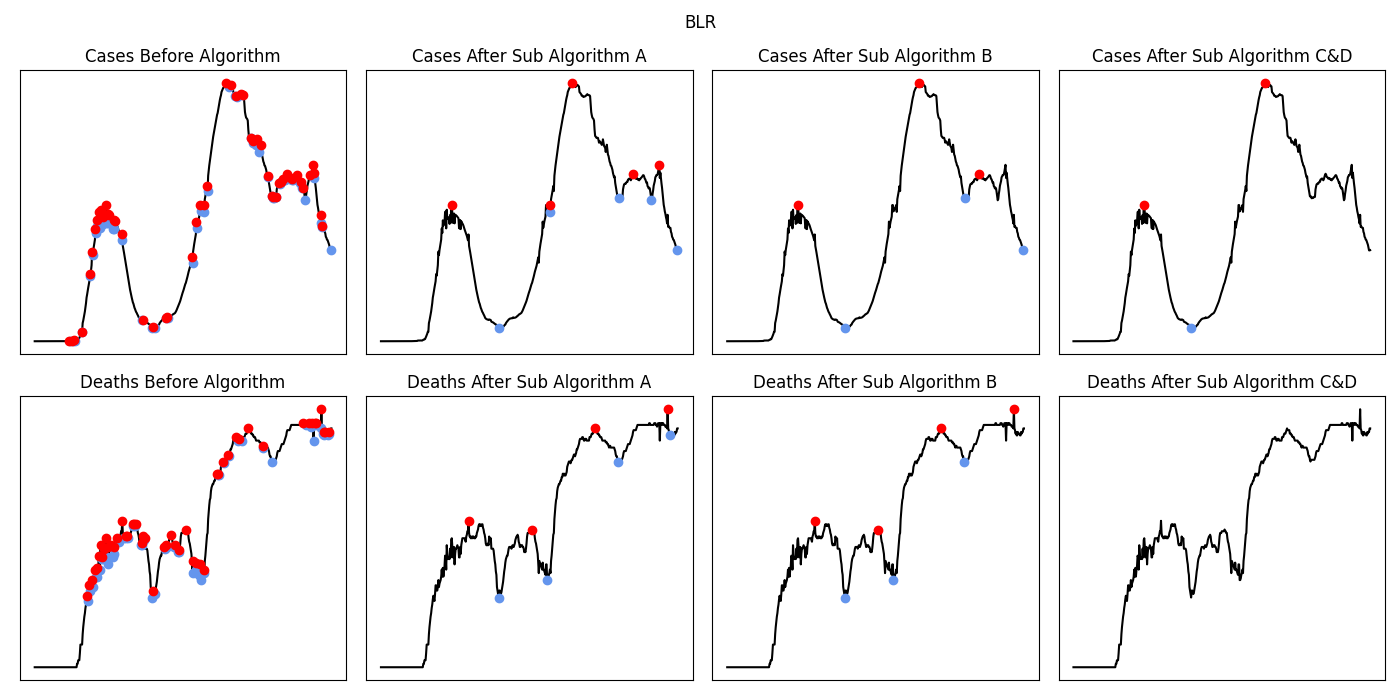 BLR
Cases Before Algorithm
Cases After Sub Algorithm A
Cases After Sub Algorithm B
Cases After Sub Algorithm C&D
Deaths Before Algorithm
Deaths After Sub Algorithm A
Deaths After Sub Algorithm B
Deaths After Sub Algorithm C&D